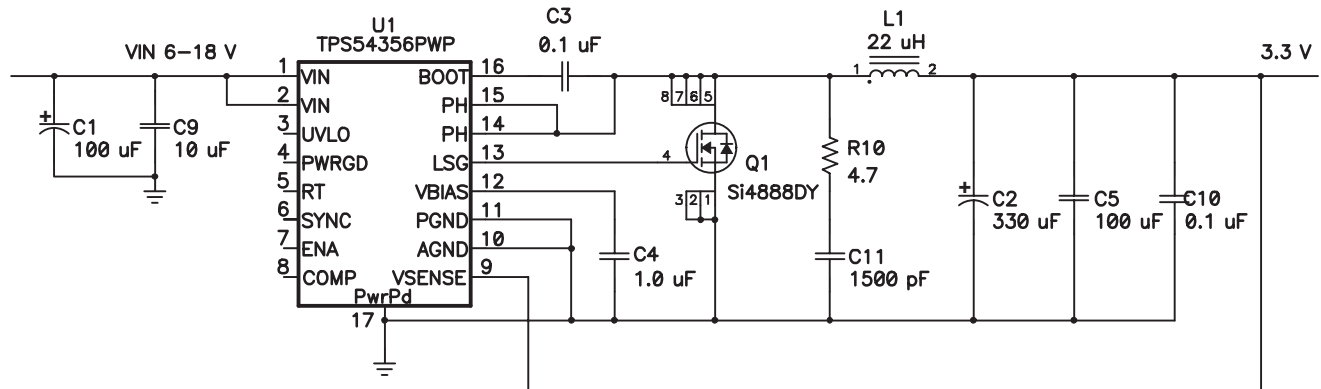 C3
0.1 uF
L1
22 uH
1
2
U1
TPS54356PWP
VIN 6-18 V
3.3 V
1
VIN
BOOT
16
2
VIN
PH
15
3
UVLO
PH
14
4
PWRGD
LSG
13
5
RT
VBIAS
12
6
SYNC
PGND
11
7
ENA
AGND
10
8
COMP
VSENSE
9
PwrPd
17
+
C1
100 uF
C9
10 uF
8
7
6
5
4
Q1
Si4888DY
3
2
1
R10
4.7
C4
1.0 uF
C11
1500 pF
+
C2
330 uF
C5
100 uF
C10
0.1 uF